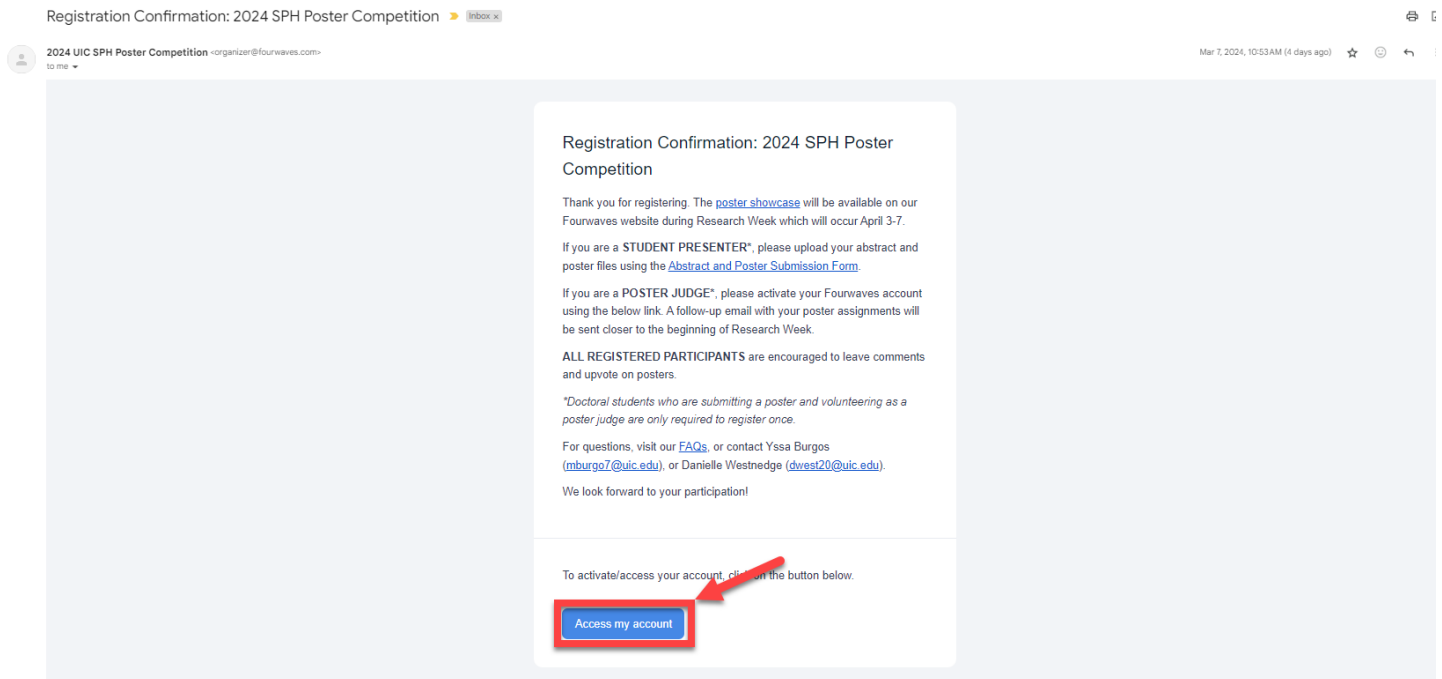 Registration Confirmation: 2024 SPH Poster Competition Inbox x
2024 UIC SPH Poster Competition <organizer@fourwaves.com> Mar 7, 2024, 10:53AM (4 days ago)
to me
Registration Confirmation: 2024 SPH Poster
Competition
Thank you for registering. The poster showcase will be available on our
Fourwaves website during Research Week which will occur April 3-7.
If you are a STUDENT PRESENTER*, please upload your abstract and
poster files using the Abstract and Poster Submission Form.
If you are a POSTER JUDGE*, please activate your Fourwaves account
using the below link. A follow-up email with your poster assignments will
be sent closer to the beginning of Research Week.
ALL REGISTERED PARTICIPANTS are encouraged to leave comments
and upvote on posters.
*Doctoral students who are submitting a poster and volunteering as a
poster judge are only required to register once.
For questions, visit our FAQs, or contact Yssa Burgos
(mburgo7@uic.edu), or Danielle Westnedge (dwest20@uic.edu).
We look forward to your participation!
To activate/access your account, click on the button below.
Access my account